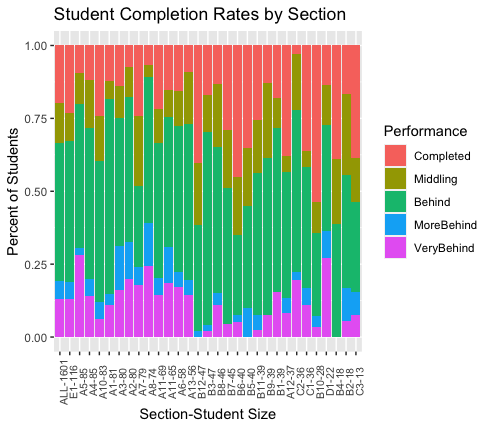 Student Completion Rates by Section
1.00
0.75
0.50
0.25
0.00
Percent of Students
ALL-1601
E1-116
A5-85
A4-85
A10-83
A1-81
A3-80
A2-80
A7-79
A8-74
A11-69
A11-65
A6-58
A13-56
B12-47
B3-47
B8-46
B7-45
B6-40
B5-40
B11-39
B9-39
B1-39
A12-37
C2-36
C1-36
B10-28
D1-22
B4-18
B2-18
C3-13
Section-Student Size
Performance
Completed
Middling
Behind
MoreBehind
VeryBehind